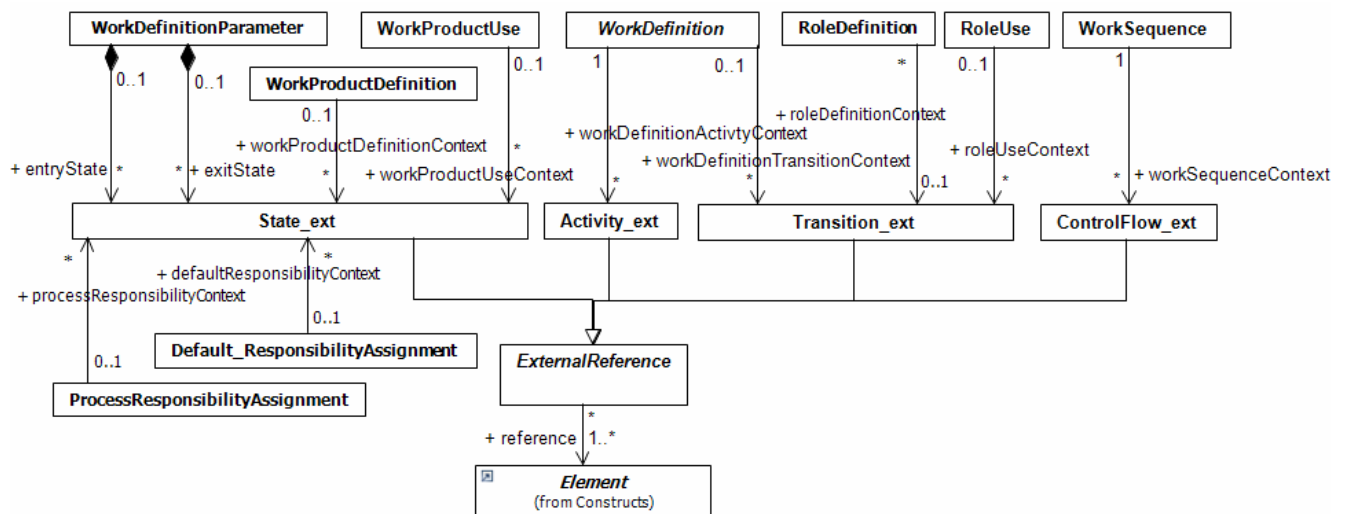 WorkDefinitionParameter
WorkProductUse
WorkDefinition
RoleDefinition
RoleUse
WorkSequence
0..1
0..1
WorkProductDefinition
0..1
1
0..1
*
0..1
1
0..1
+ roleDefinitionContext
+ workDefinitionActivtyContext
+ workProductDefinitionContext
*
+ roleUseContext
+ workDefinitionTransitionContext
+ entryState
*
*
+ exitState
*
+ workProductUseContext
*
*
0..1
*
*
+ workSequenceContext
State_ext
Activity_ext
Transition_ext
ControlFlow_ext
*
*
+ defaultResponsibilityContext
+ processResponsibilityContext
0..1
Default_ResponsibilityAssignment
0..1
ProcessResponsibilityAssignment
ExternalReference
*
+ reference
1..*
Element
(from Constructs)